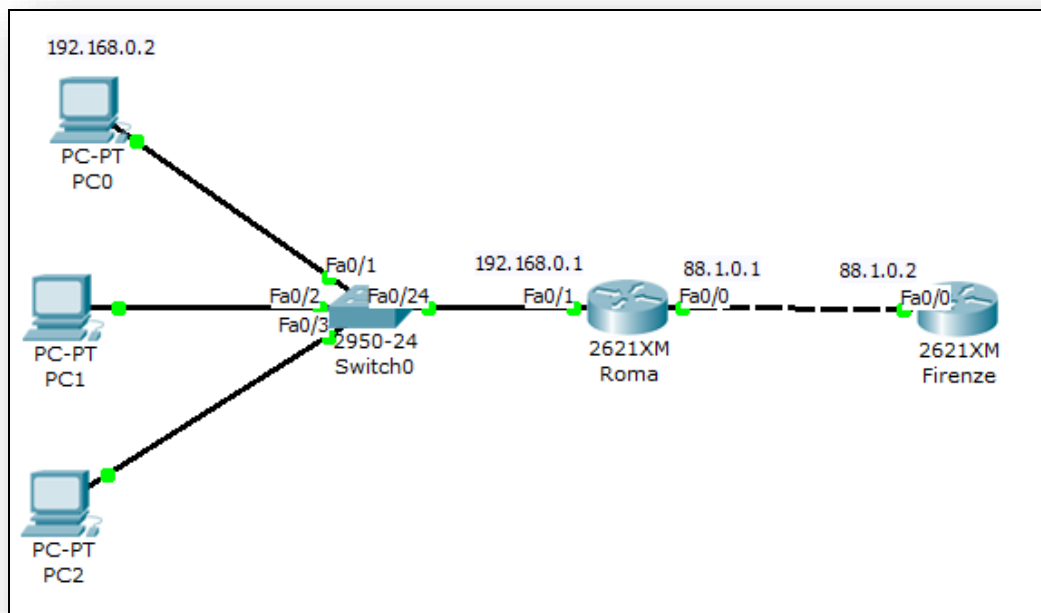 192.168.0.2
PC-PT
PC0
Fa0/1
192.168.0.1
88.1.0.1
88.1.0.2
Fa0/2
Fa0/24
Fa0/1
Fa0/0
Fa0/0
Fa0/3
PC-PT
PC1
2950-24
Switch0
2621XM
Roma
2621XM
Firenze
PC-PT
PC2